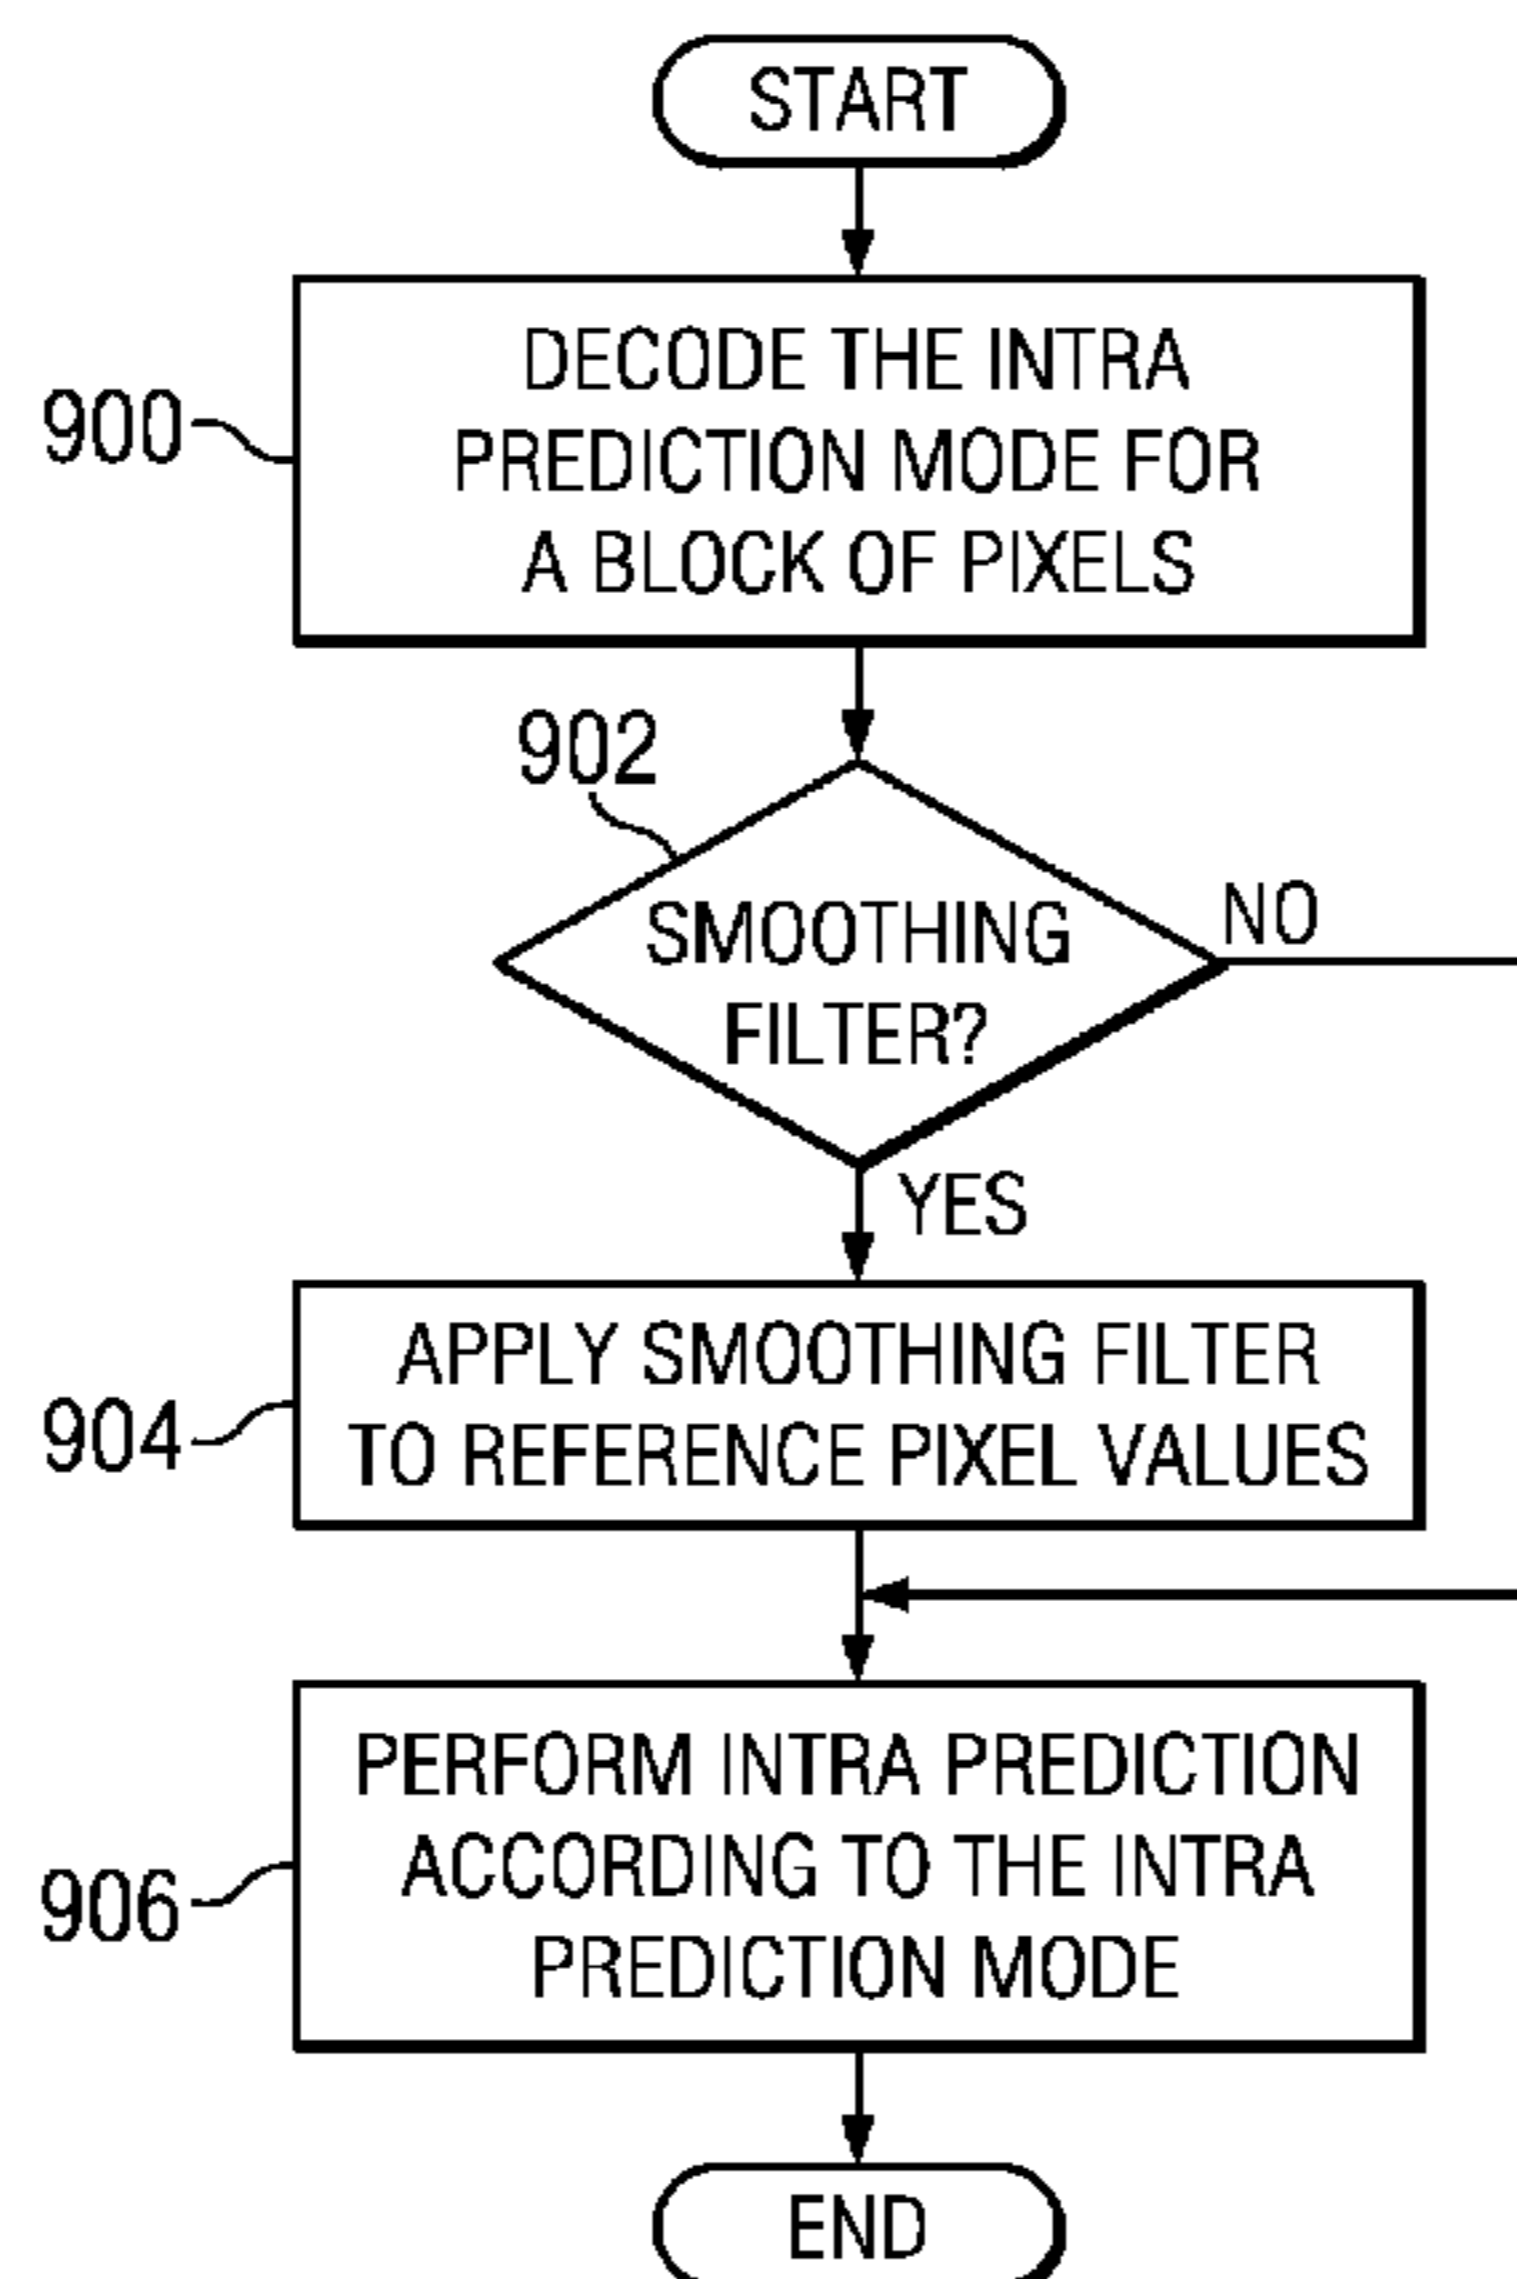 START
900
DECODE THE INTRA
PREDICTION MODE FOR
A BLOCK OF PIXELS
902
SMOOTHING
FILTER?
NO
YES
904
APPLY SMOOTHING FILTER
TO REFERENCE PIXEL VALUES
906
PERFORM INTRA PREDICTION
ACCORDING TO THE INTRA
PREDICTION MODE
END